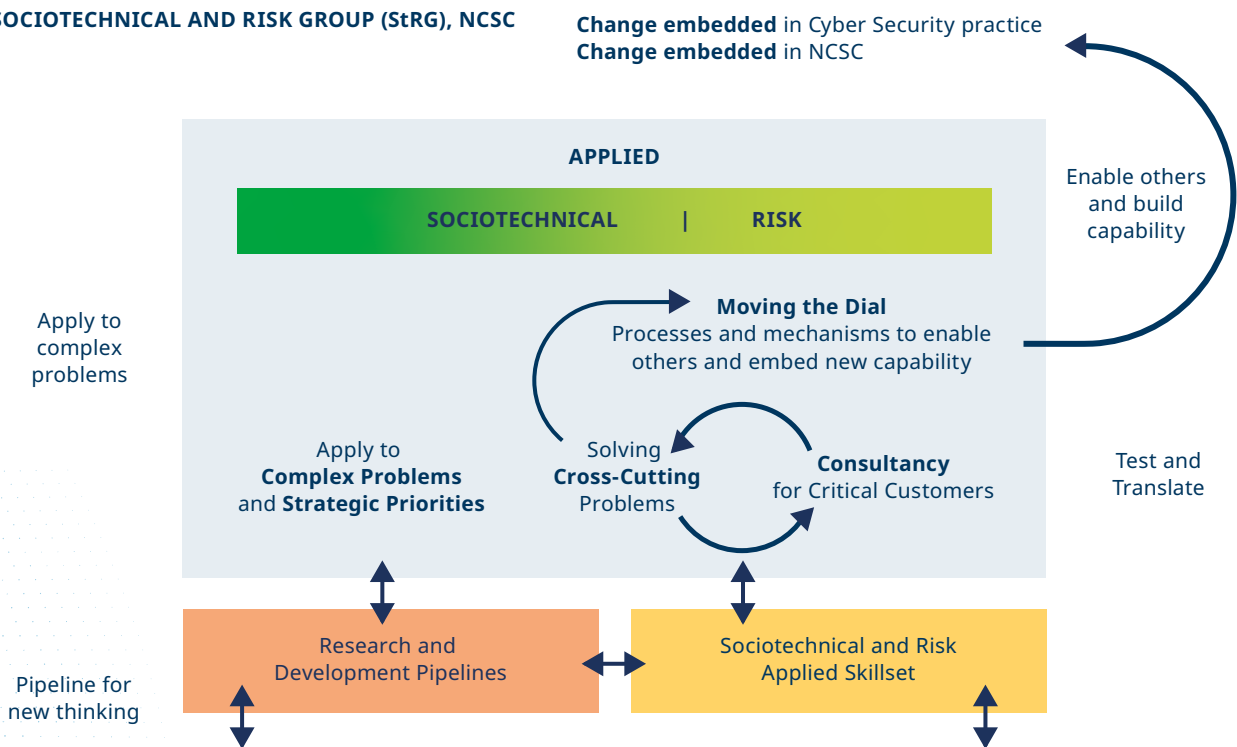 SOCIOTECHNICAL AND RISK GROUP (StRG), NCSC
Change embedded in Cyber Security practice
Change embedded in NCSC
APPLIED
SOCIOTECHNICAL | RISK
Enable others
and build
capability
Moving the Dial
Processes and mechanisms to enable
others and embed new capability
Apply to
complex
problems
Apply to
Complex Problems
and Strategic Priorities
Solving
Cross-Cutting
Problems
Consultancy
for Critical Customers
Test and
Translate
Research and
Development Pipelines
Sociotechnical and Risk
Applied Skillset
Pipeline for
new thinking